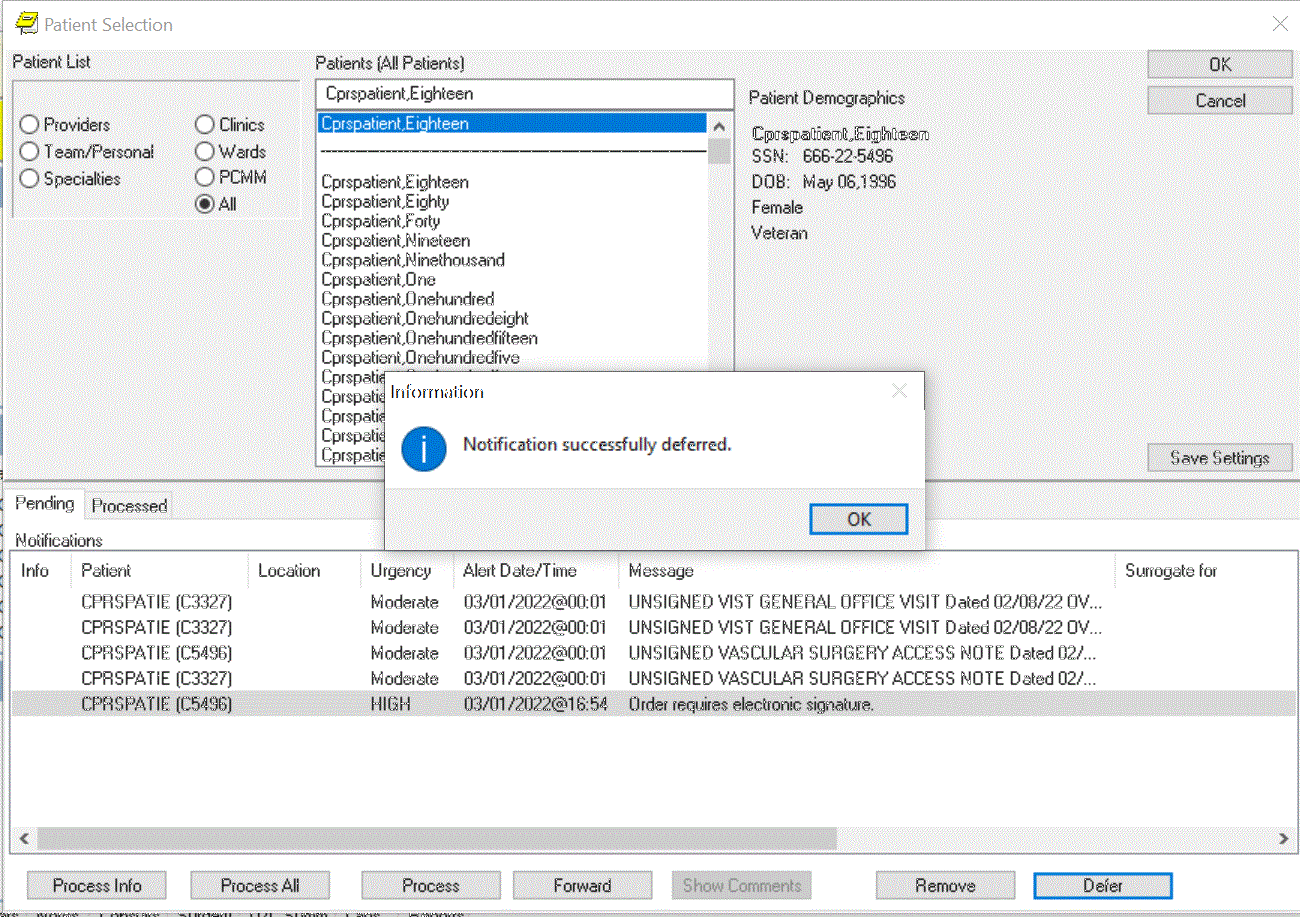 Patient Selection
Patient List
Providers
Team/Personal
Specialties
Clinics
Wards
PCMM
All
Patients (All Patients)
Cprspatient,Eighteen
Cprspatient,Eighteen
Cprspatient,Eighteen
Cprspatient,Eighty
Cprspatient,Forty
Cprspatient,Nineteen
Cprspatient,Ninethousand
Cprspatient,One
Cprspatient,Onehundred
Cprspatient,Onehundredeight
Cprspatient,Onehundredfifteen
Cprspatient,Onehundredfive
Cprspatie
Cprspatie
Cprspatie
Cprspatie
Cprspatie
Patient Demographics
Cprspatient,Eighteen
SSN: 666-22-5496
DOB: May 06,1996
Female
Veteran
OK
Cancel
Save Settings
Information
Notification successfully deferred.
OK
Pending Processed
Notifications
Info Patient Location Urgency Alert Date/Time Message Surrogate for
CPRSPATIE (C3327) Moderate 03/01/2022@00:01 UNSIGNED VIST GENERAL OFFICE VISIT Dated 02/08/22 OV...
CPRSPATIE (C3327) Moderate 03/01/2022@00:01 UNSIGNED VIST GENERAL OFFICE VISIT Dated 02/08/22 OV...
CPRSPATIE (C5496) Moderate 03/01/2022@00:01 UNSIGNED VASCULAR SURGERY ACCESS NOTE Dated 02/...
CPRSPATIE (C3327) Moderate 03/01/2022@00:01 UNSIGNED VASCULAR SURGERY ACCESS NOTE Dated 02/...
CPRSPATIE (C5496) HIGH 03/01/2022@16:54 Order requires electronic signature.
Process Info Process All Process Forward Show Comments Remove Defer